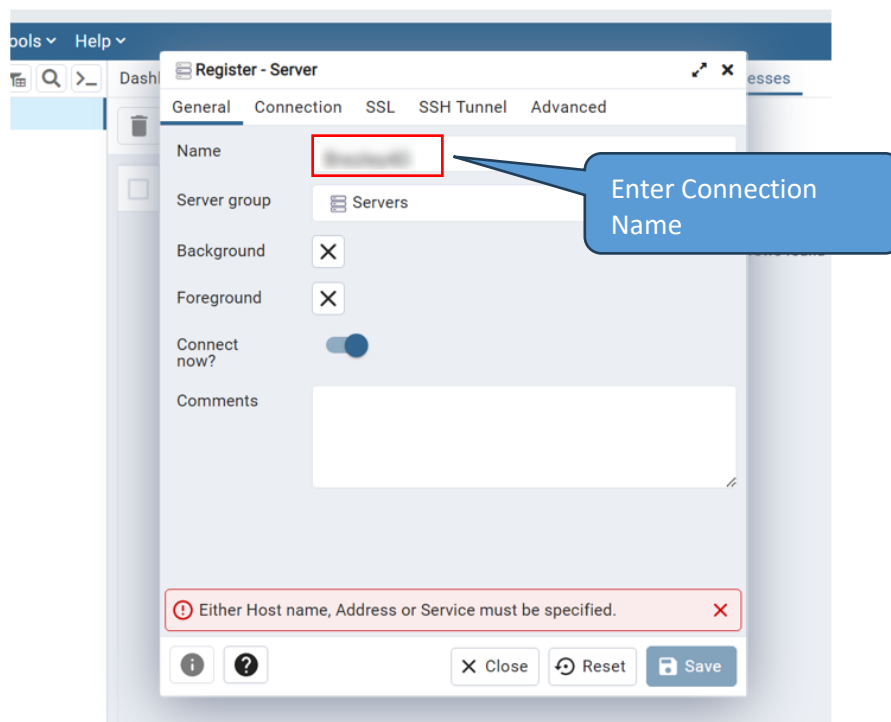 ools Help
Dashl
esses
Register - Server
General Connection SSL SSH Tunnel Advanced
Name
Enter Connection
Name
Server group
Servers
Background
Foreground
Connect
now?
Comments
Either Host name, Address or Service must be specified.
Close Reset Save